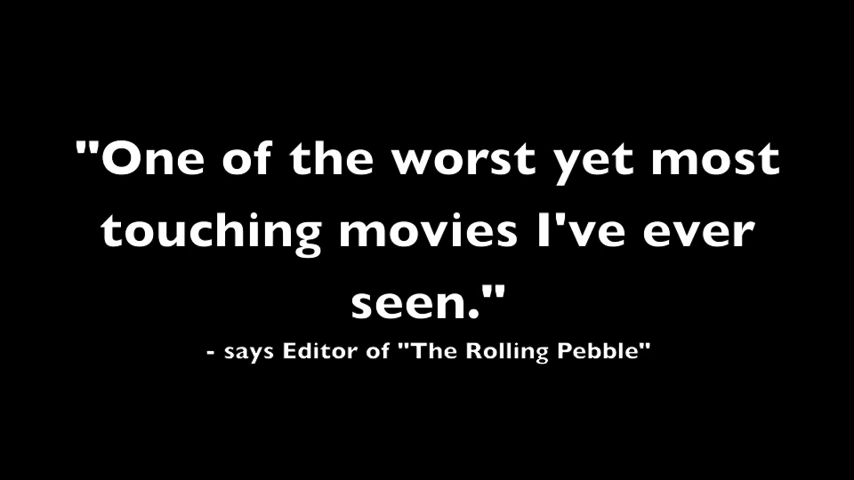 "One of the worst yet most
touching movies I've ever
seen."
- says Editor of "The Rolling Pebble"